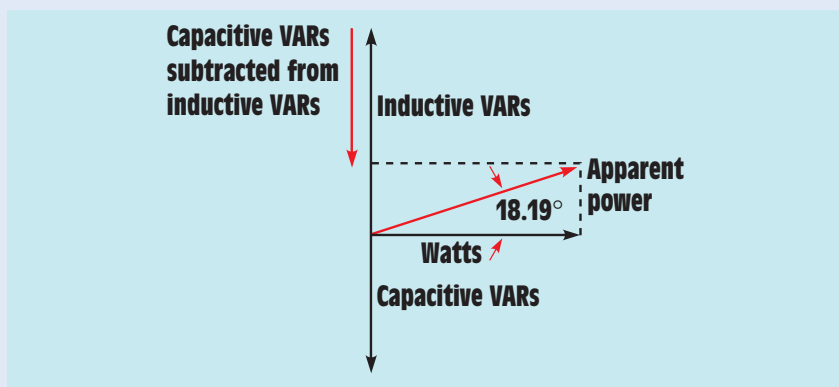 Capacitive VARs
subtracted from
inductive VARs
Inductive VARs
Apparent
power
18.19°
Watts
Capacitive VARs